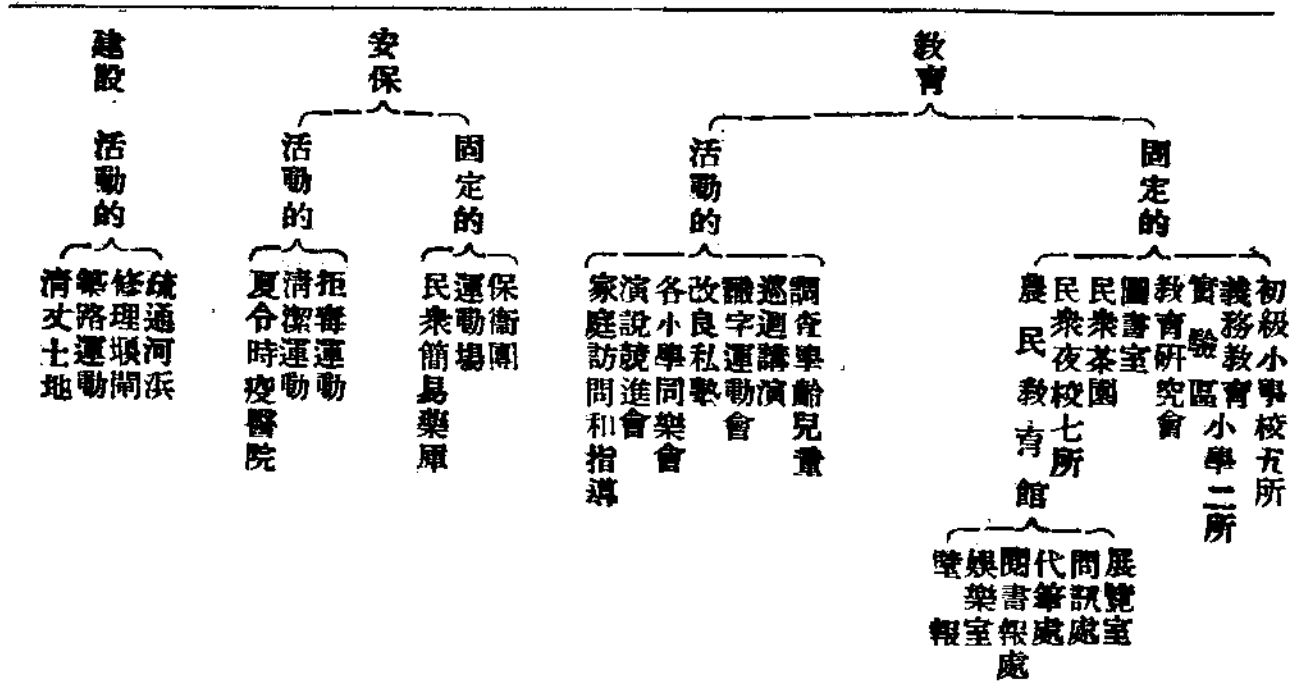 教育
固定的
初級小學校五所
義務教育小學二所
實驗區
教育研究會
圖書室
民衆茶園
民衆夜校七所
農民教育館
展覽室
問訊處
代筆處
閱書報處
娛樂室
壁報
活動的
調查學齡兒童
巡迴講演
識字運動會
改良私塾
各小學同樂會
演說競進會
家庭訪問和指導
安保
固定的
保衞團
運動場
民衆簡易藥庫
活動的
拒毒運動
清潔運動
夏令時疫醫院
建設
活動的
疏通河浜
修理堰閘
築路運動
清丈土地